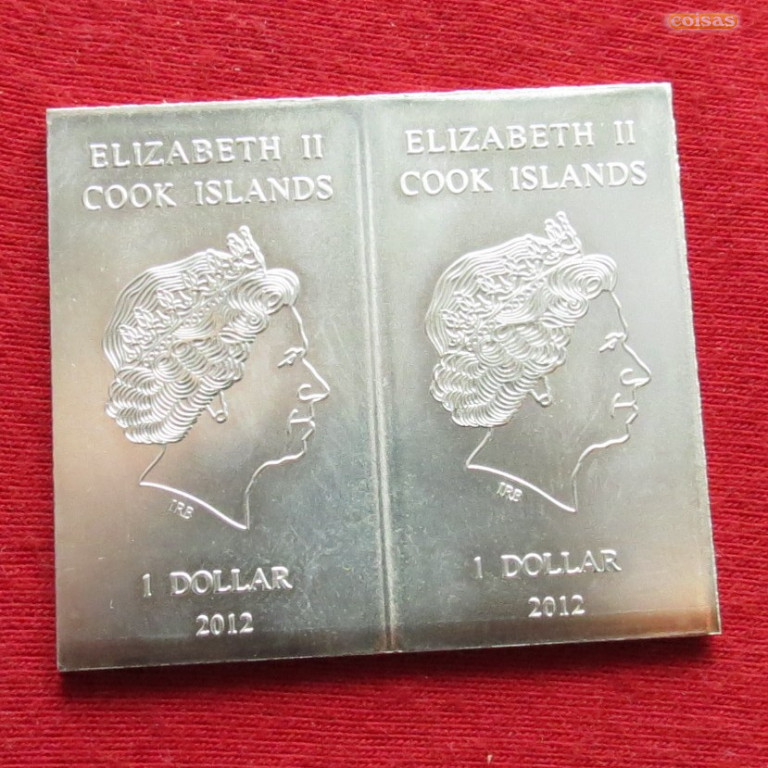 coisas
ELIZABETH II
COOK ISLANDS
IRB
1 DOLLAR
2012
ELIZABETH II
COOK ISLANDS
IRB
1 DOLLAR
2012